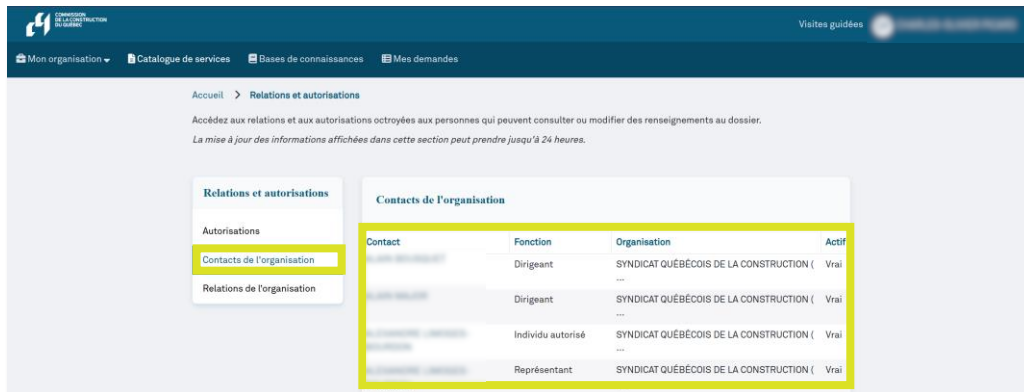 COMMISSION
DE LA CONSTRUCTION
DU QUÉBEC
Visites guidées
Mon organisation
Catalogue de services
Bases de connaissances
Mes demandes
Accueil > Relations et autorisations
Accédez aux relations et aux autorisations octroyées aux personnes qui peuvent consulter ou modifier des renseignements au dossier.
La mise à jour des informations affichées dans cette section peut prendre jusqu'à 24 heures.
Relations et autorisations
Autorisations
Contacts de l'organisation
Relations de l'organisation
Contacts de l'organisation
Contact Fonction Organisation Actif
Dirigeant SYNDICAT QUÉBÉCOIS DE LA CONSTRUCTION ( Vrai
...
Dirigeant SYNDICAT QUÉBÉCOIS DE LA CONSTRUCTION ( Vrai
...
Individu autorisé SYNDICAT QUÉBÉCOIS DE LA CONSTRUCTION ( Vrai
...
Représentant SYNDICAT QUÉBÉCOIS DE LA CONSTRUCTION ( Vrai